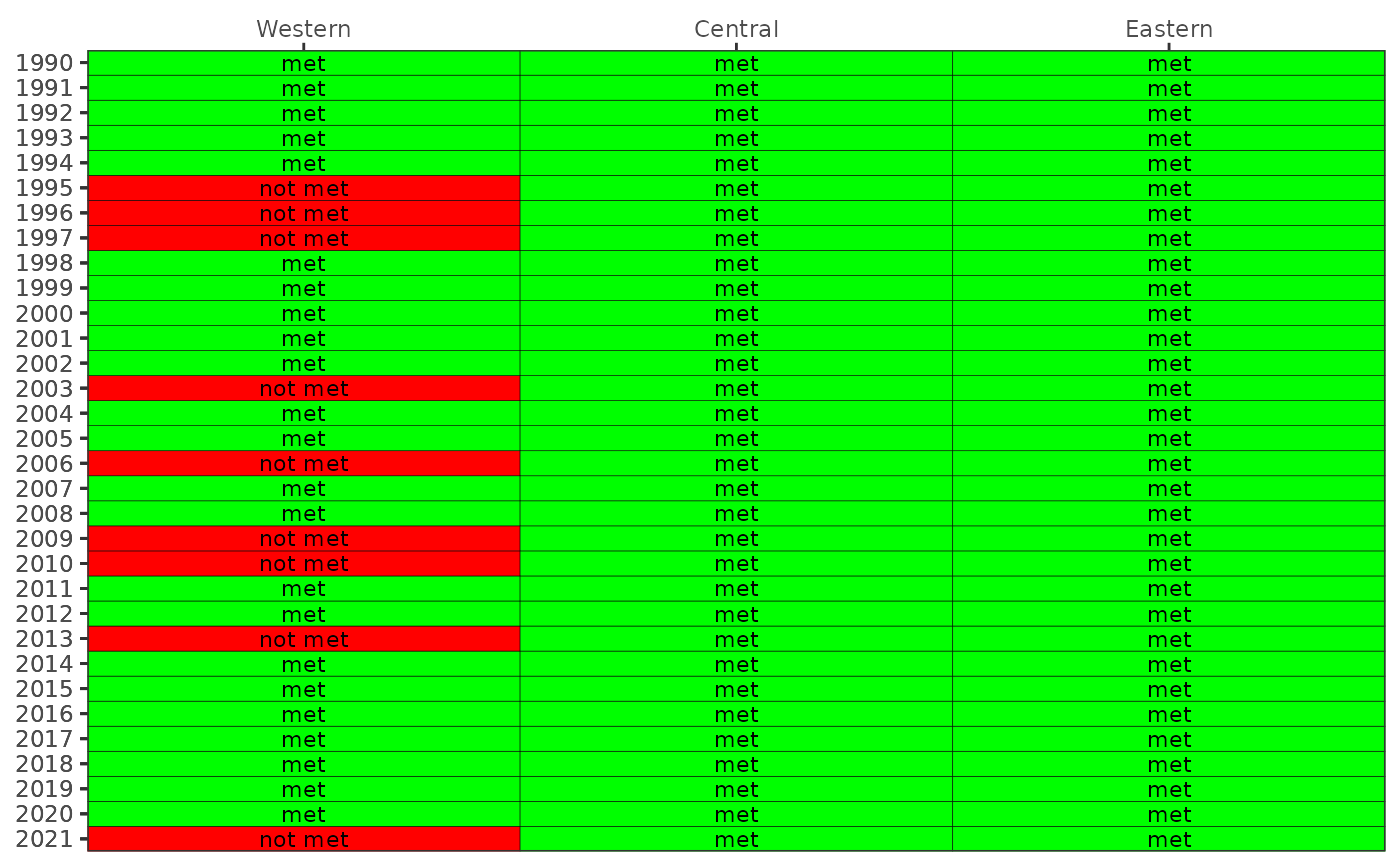 Western Central Eastern
1990 met met met
1991 met met met
1992 met met met
1993 met met met
1994 met met met
1995 not met met met
1996 not met met met
1997 not met met met
1998 met met met
1999 met met met
2000 met met met
2001 met met met
2002 met met met
2003 not met met met
2004 met met met
2005 met met met
2006 not met met met
2007 met met met
2008 met met met
2009 not met met met
2010 not met met met
2011 met met met
2012 met met met
2013 not met met met
2014 met met met
2015 met met met
2016 met met met
2017 met met met
2018 met met met
2019 met met met
2020 met met met
2021 not met met met